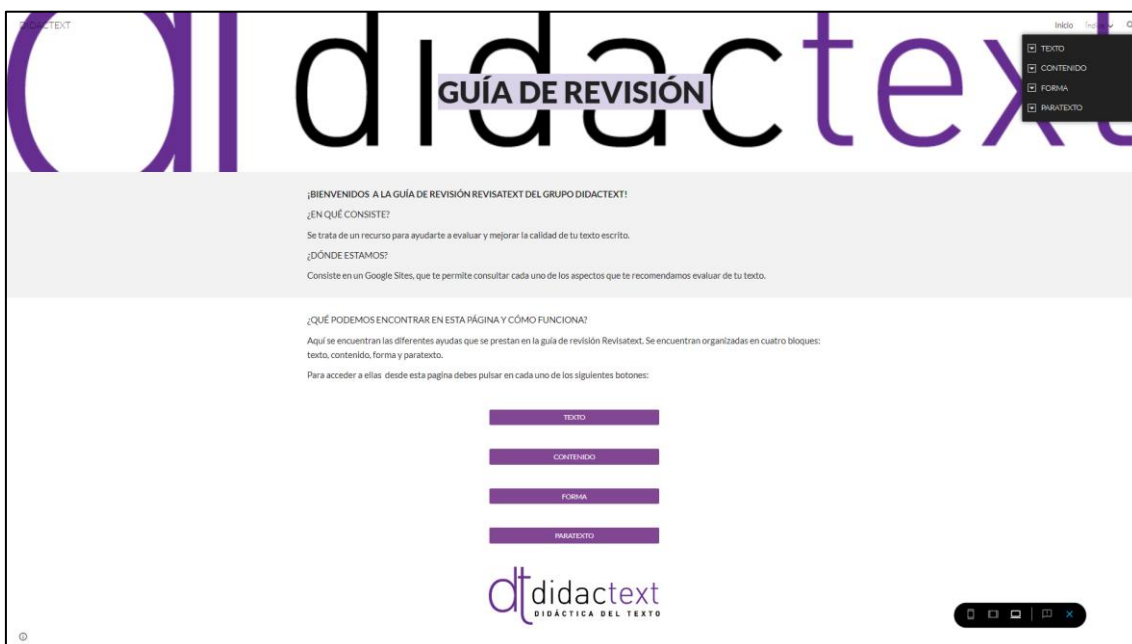 DIDACTEXT
Inicio
Índice
didactext
GUÍA DE REVISIÓN
TEXTO
CONTENIDO
FORMA
PARATEXTO
¡BIENVENIDOS A LA GUÍA DE REVISIÓN REVISATEXT DEL GRUPO DIDACTEXT!
¿EN QUÉ CONSISTE?
Se trata de un recurso para ayudarte a evaluar y mejorar la calidad de tu texto escrito.
¿DÓNDE ESTAMOS?
Consiste en un Google Sites, que te permite consultar cada uno de los aspectos que te recomendamos evaluar de tu texto.
¿QUÉ PODEMOS ENCONTRAR EN ESTA PÁGINA Y CÓMO FUNCIONA?
Aquí se encuentran las diferentes ayudas que se prestan en la guía de revisión Revisatext. Se encuentran organizadas en cuatro bloques:
texto, contenido, forma y paratexto.
Para acceder a ellas desde esta pagina debes pulsar en cada uno de los siguientes botones:
TEXTO
CONTENIDO
FORMA
PARATEXTO
dt didactext
DIDÁCTICA DEL TEXTO